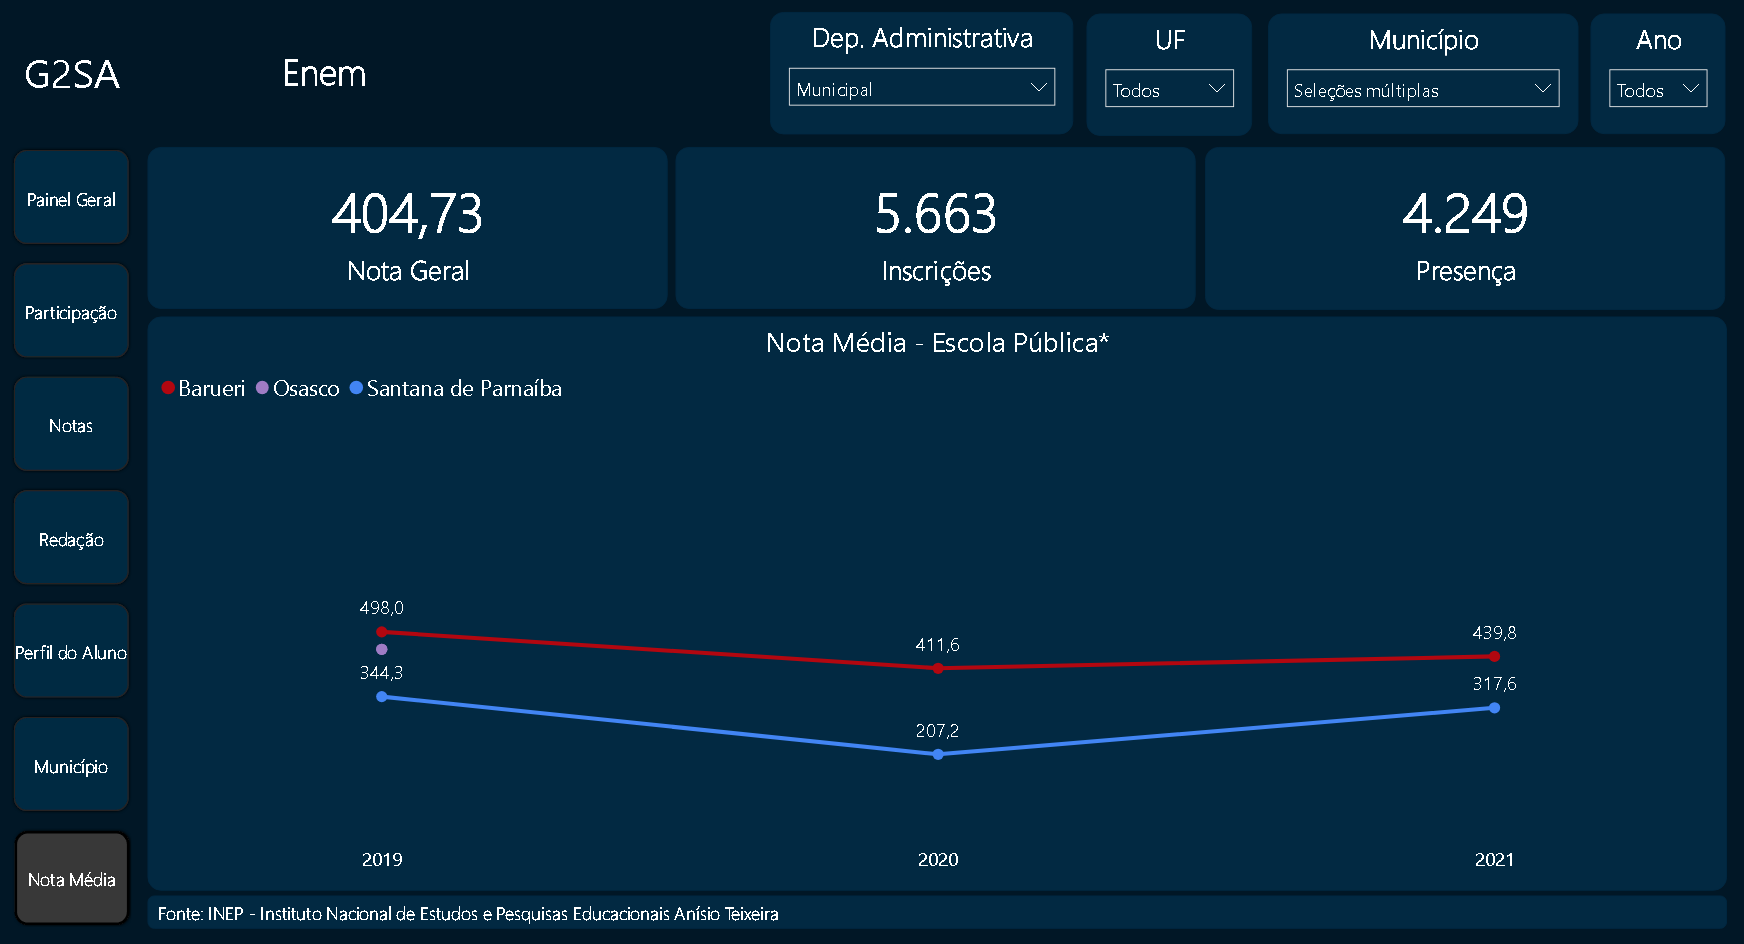 G2SA
Enem
Dep. Administrativa
Municipal
UF
Todos
Município
Seleções múltiplas
Ano
Todos
Painel Geral
Participação
Notas
Redação
Perfil do Aluno
Município
Nota Média
404,73
Nota Geral
5.663
Inscrições
4.249
Presença
Nota Média - Escola Pública*
Barueri Osasco Santana de Parnaíba
498,0
411,6
439,8
344,3
207,2
317,6
2019 2020 2021
Fonte: INEP - Instituto Nacional de Estudos e Pesquisas Educacionais Anísio Teixeira